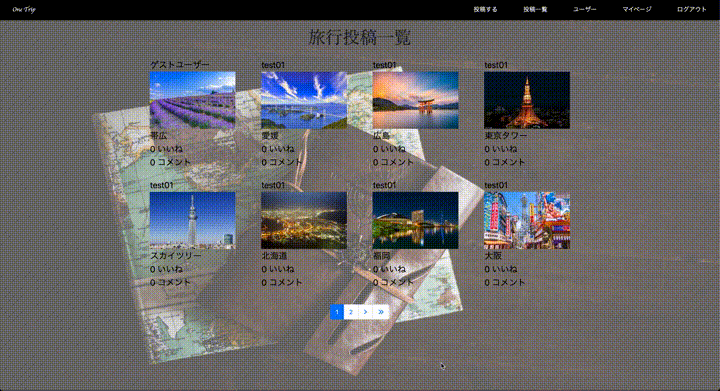 One Trip
投稿する 投稿一覧 ユーザー マイページ ログアウト
旅行投稿一覧
ゲストユーザー test01 test01 test01
帯広 愛媛 広島 東京タワー
0 いいね 0 いいね 0 いいね 0 いいね
0 コメント 0 コメント 0 コメント 0 コメント
test01 test01 test01 test01
スカイツリー 北海道 福岡 大阪
0 いいね 0 いいね 0 いいね 0 いいね
0 コメント 0 コメント 0 コメント 0 コメント
1 2 › »